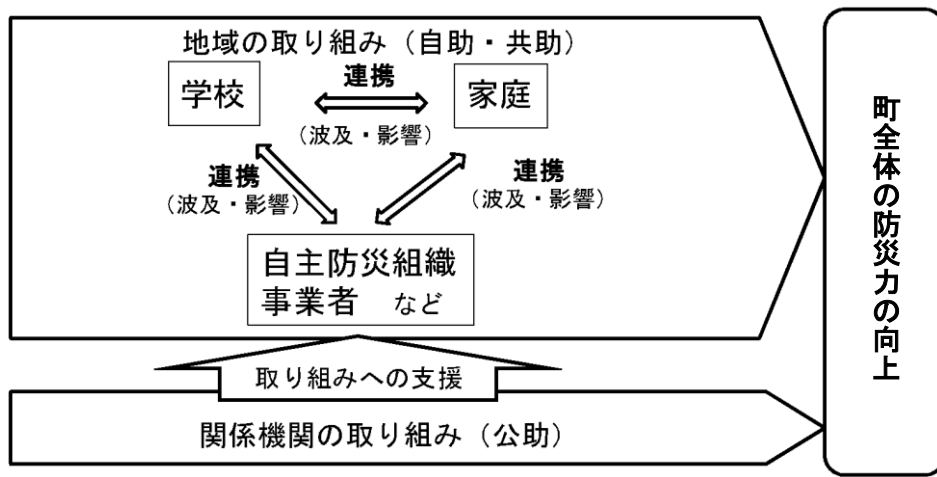 地域の取り組み（自助・共助）
学校
連携
（波及・影響）
家庭
連携
（波及・影響）
連携
（波及・影響）
自主防災組織
事業者　など
取り組みへの支援
関係機関の取り組み（公助）
町全体の防災力の向上